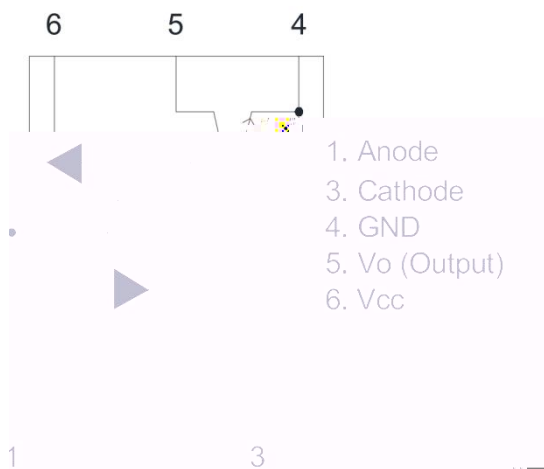 6 5 4
1. Anode
3. Cathode
4. GND
5. Vo (Output)
6. Vcc
1 3